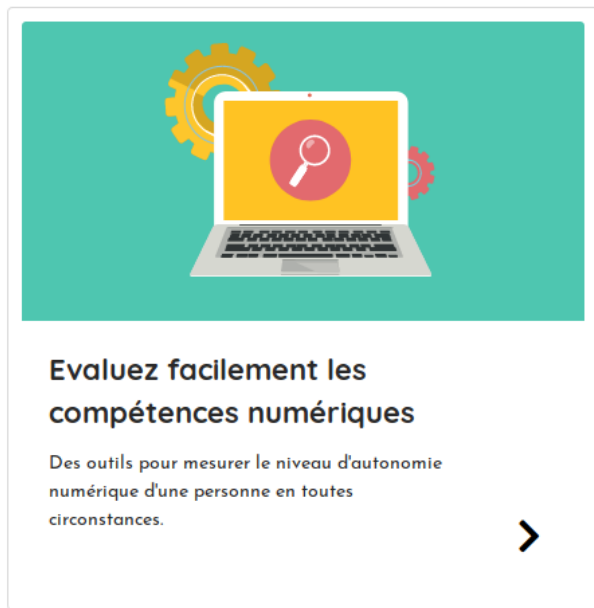 Evaluez facilement les
compétences numériques
Des outils pour mesurer le niveau d'autonomie
numérique d'une personne en toutes
circonstances.